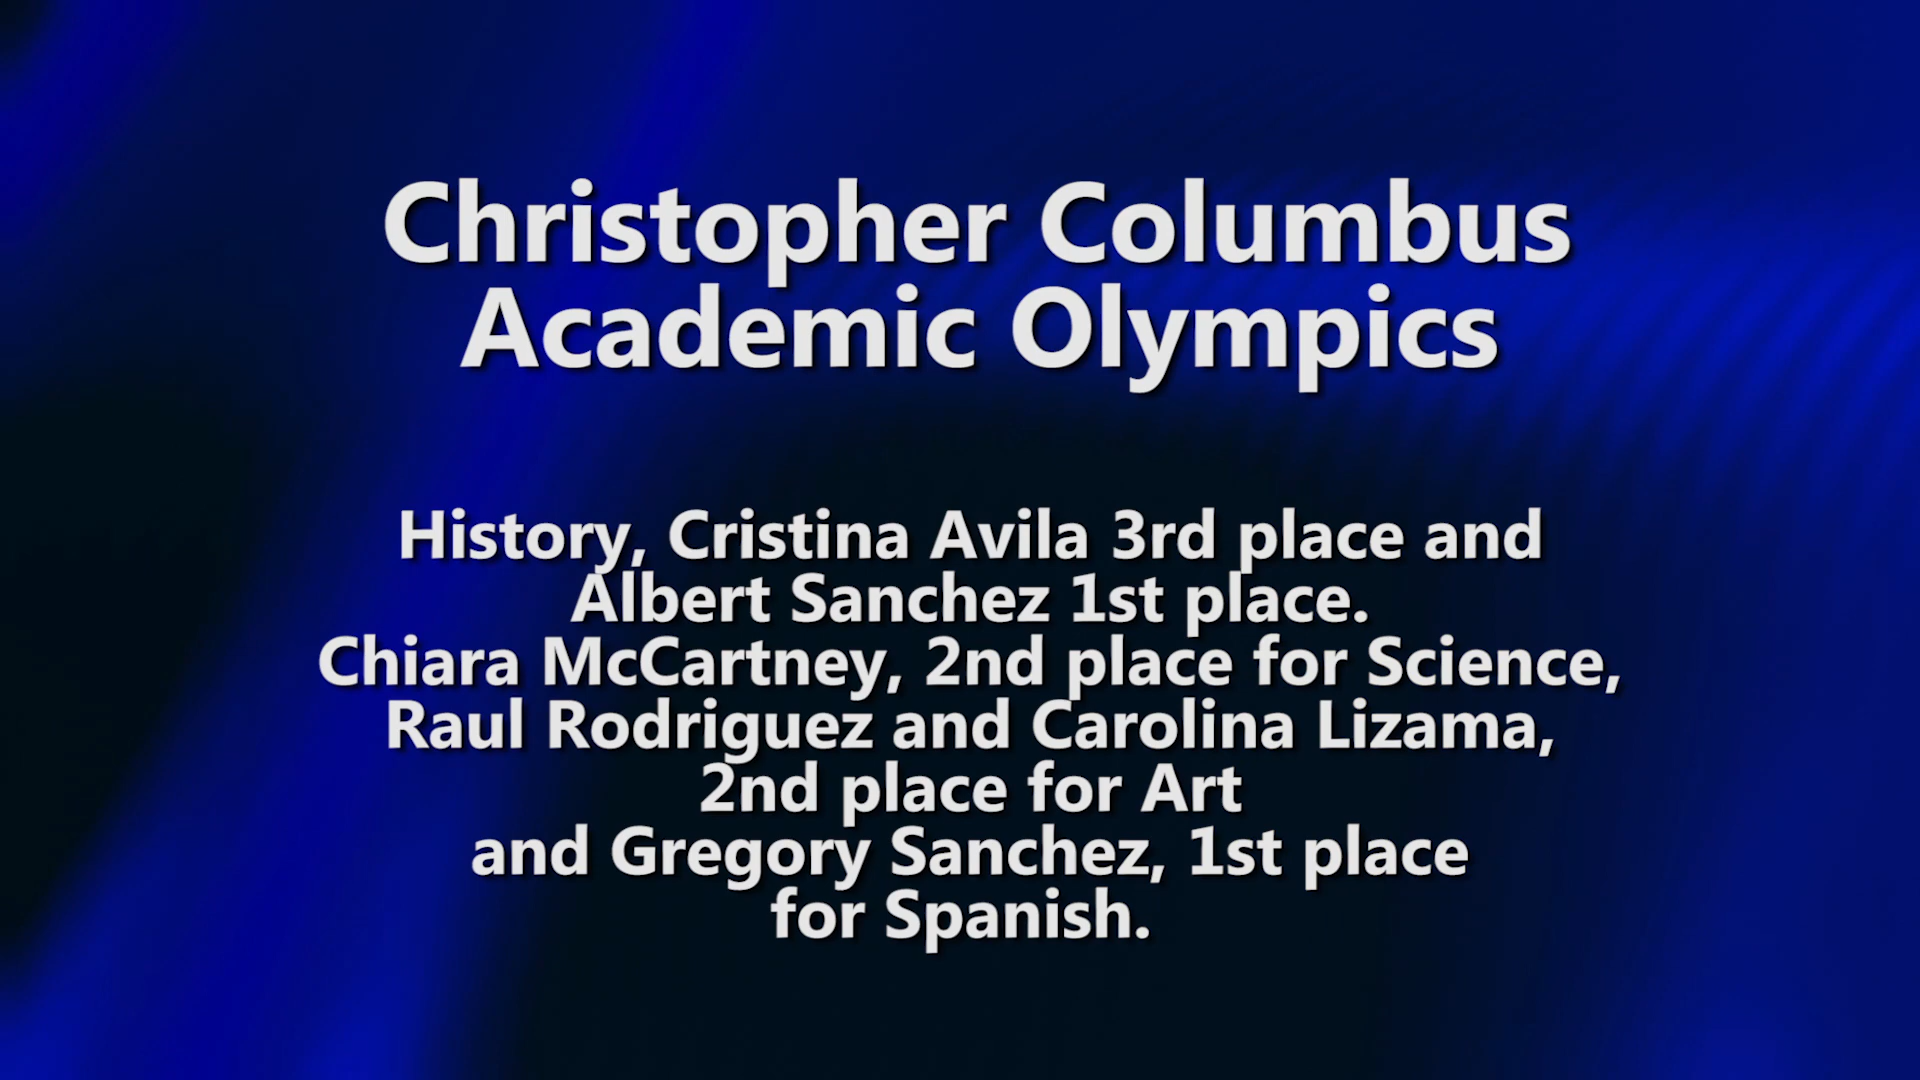 Christopher Columbus
Academic Olympics
History, Cristina Avila 3rd place and
Albert Sanchez 1st place.
Chiara McCartney, 2nd place for Science,
Raul Rodriguez and Carolina Lizama,
2nd place for Art
and Gregory Sanchez, 1st place
for Spanish.